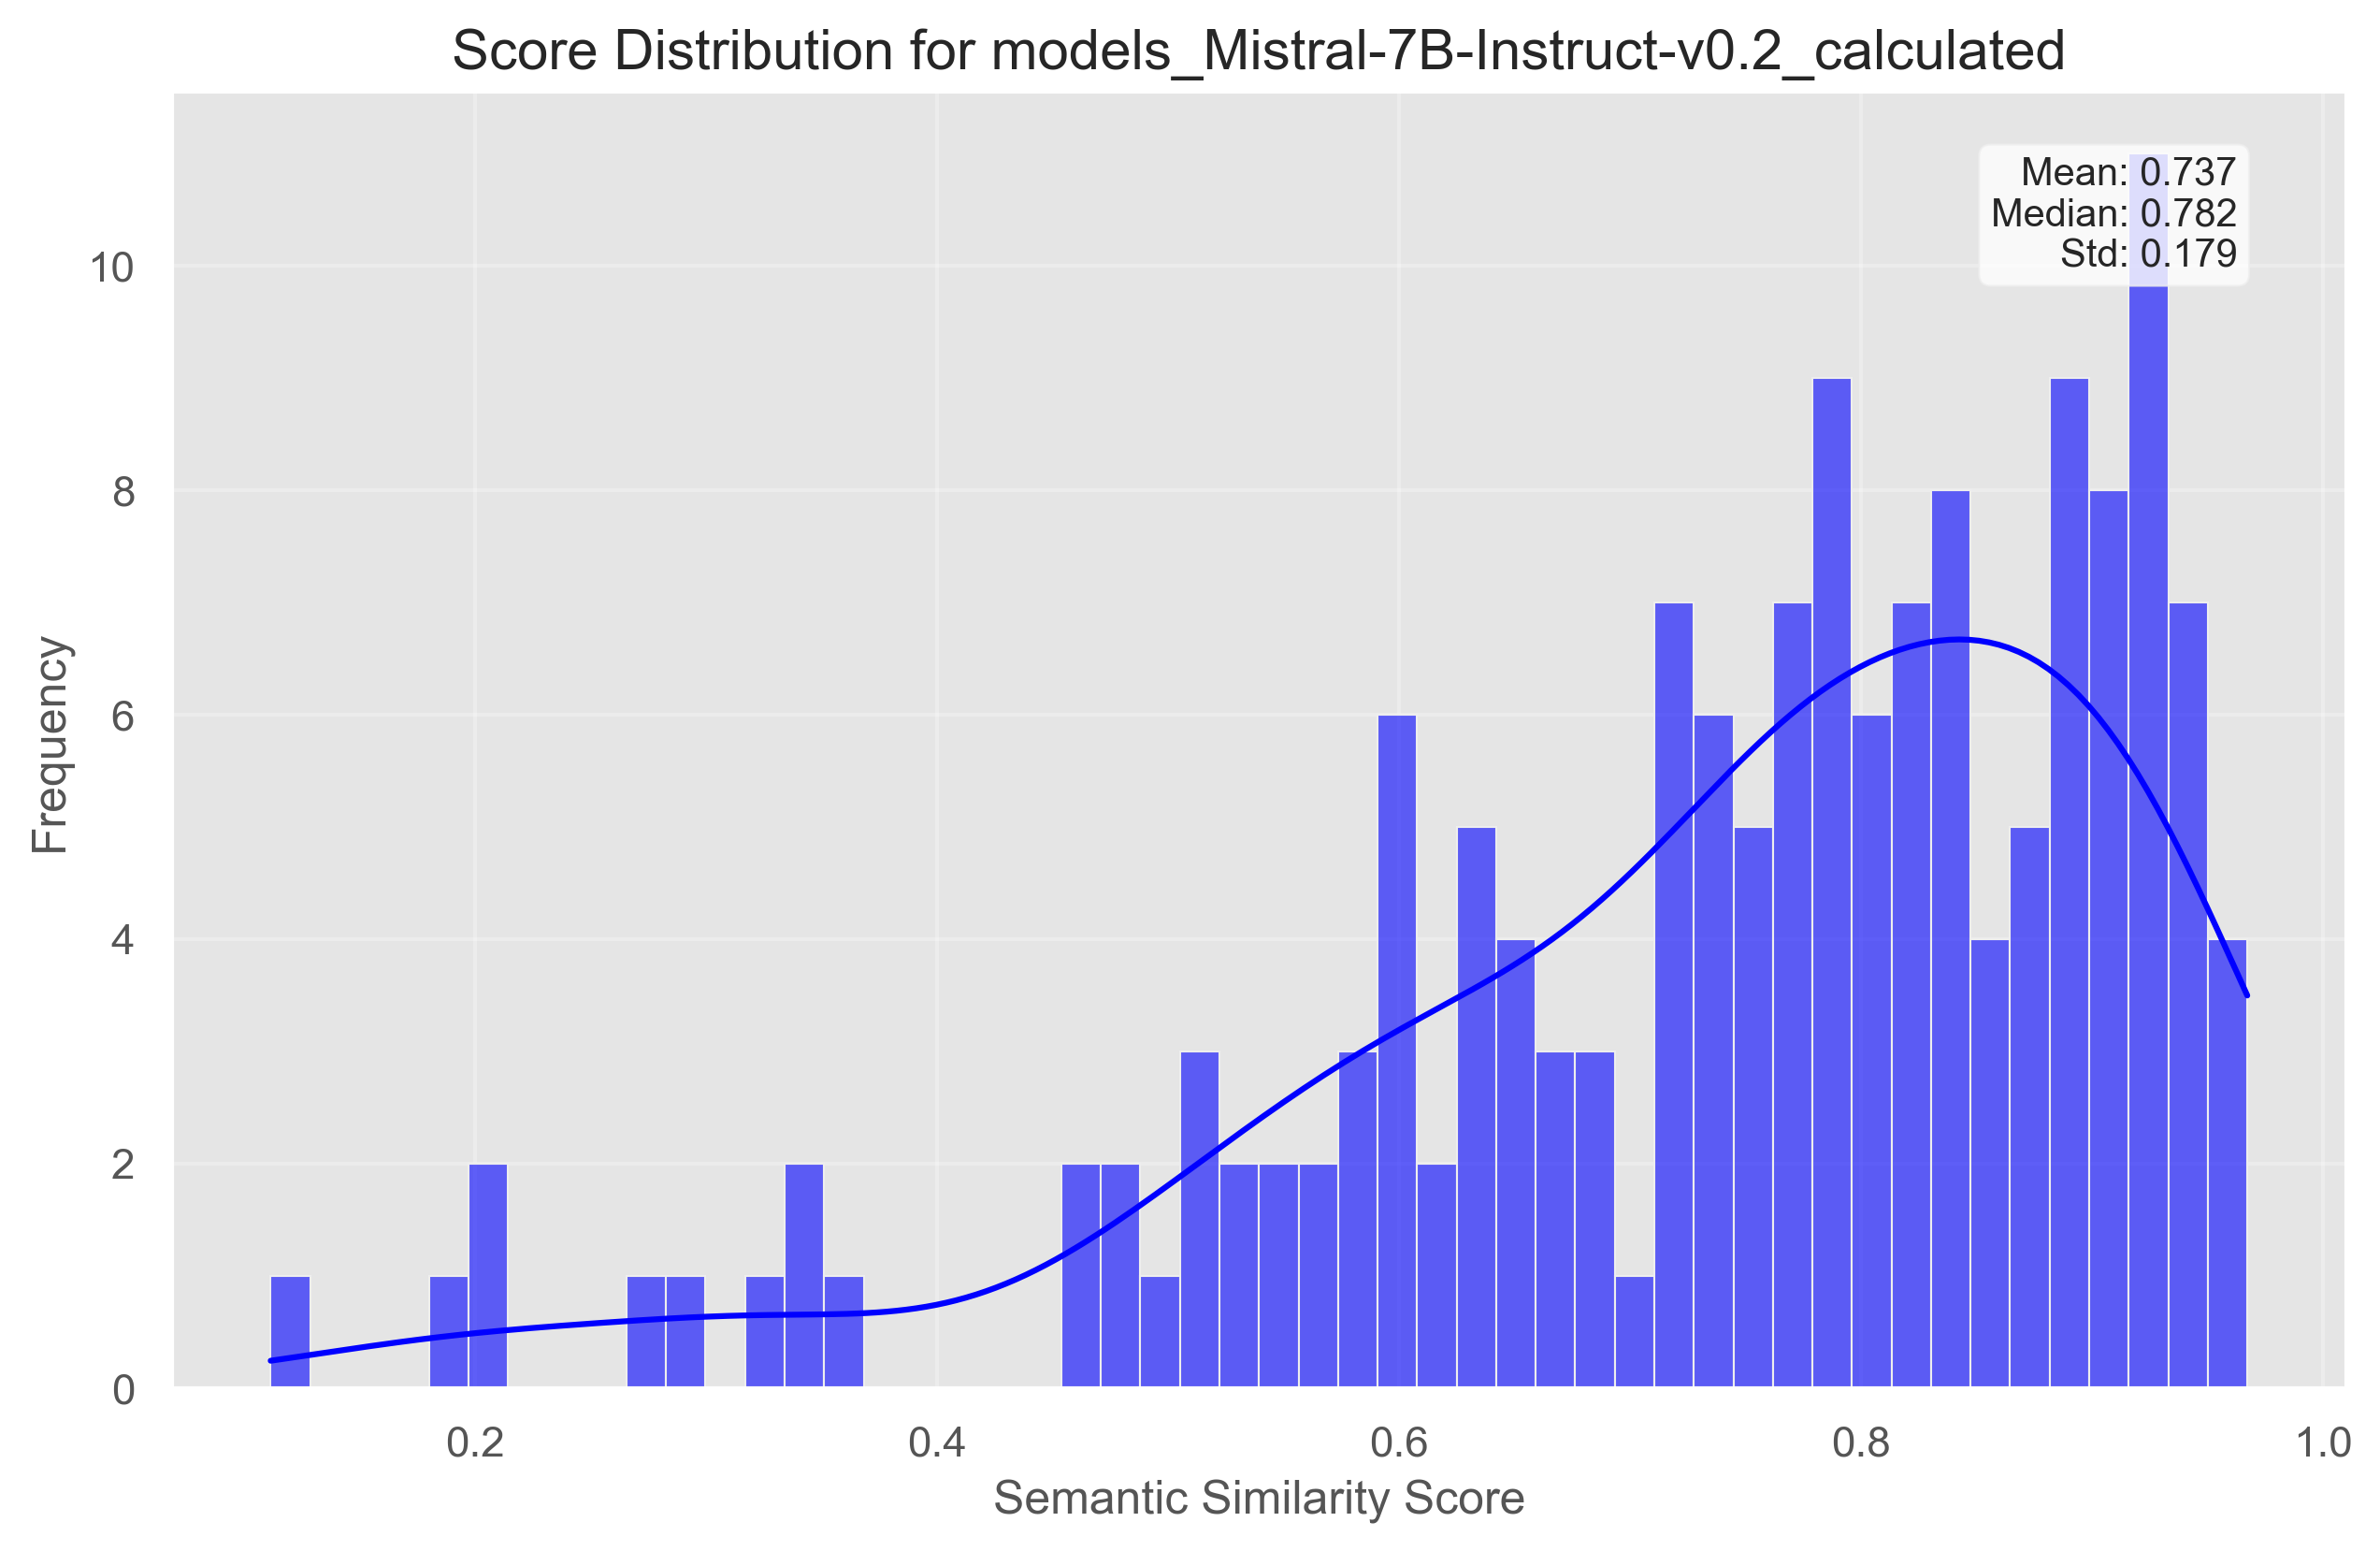 Score Distribution for models_Mistral-7B-Instruct-v0.2_calculated
Mean: 0.737
Median: 0.782
Std: 0.179
Frequency
10
8
6
4
2
0
0.2 0.4 0.6 0.8 1.0
Semantic Similarity Score